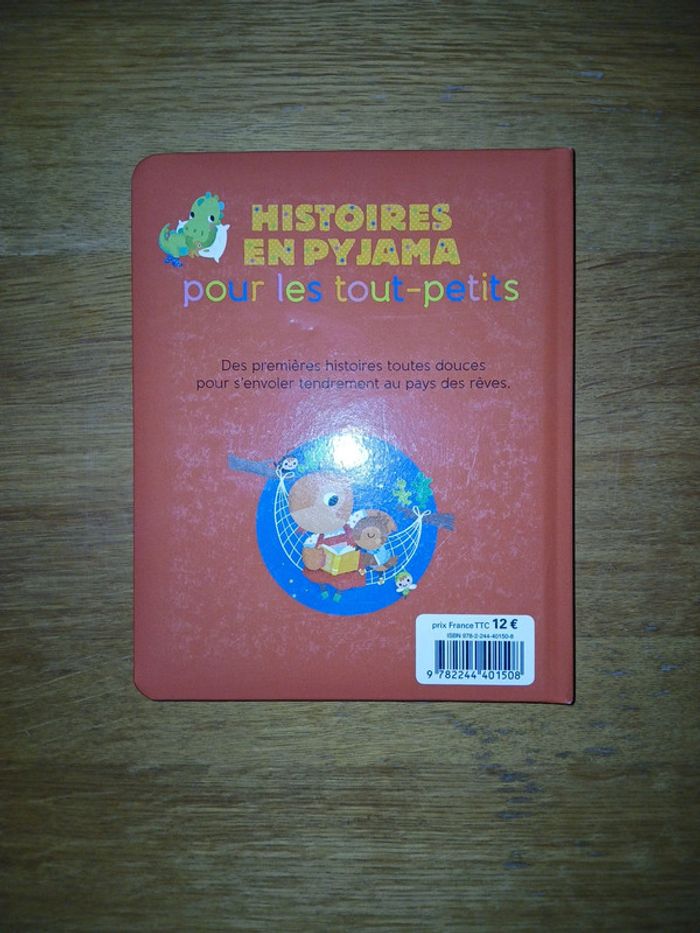 HISTOIRES
EN PYJAMA
pour les tout-petits
Des premières histoires toutes douces
pour s'envoler tendrement au pays des rêves.
prix France TTC 12 €
ISBN 978-2-244-40150-8
9 782244 401508